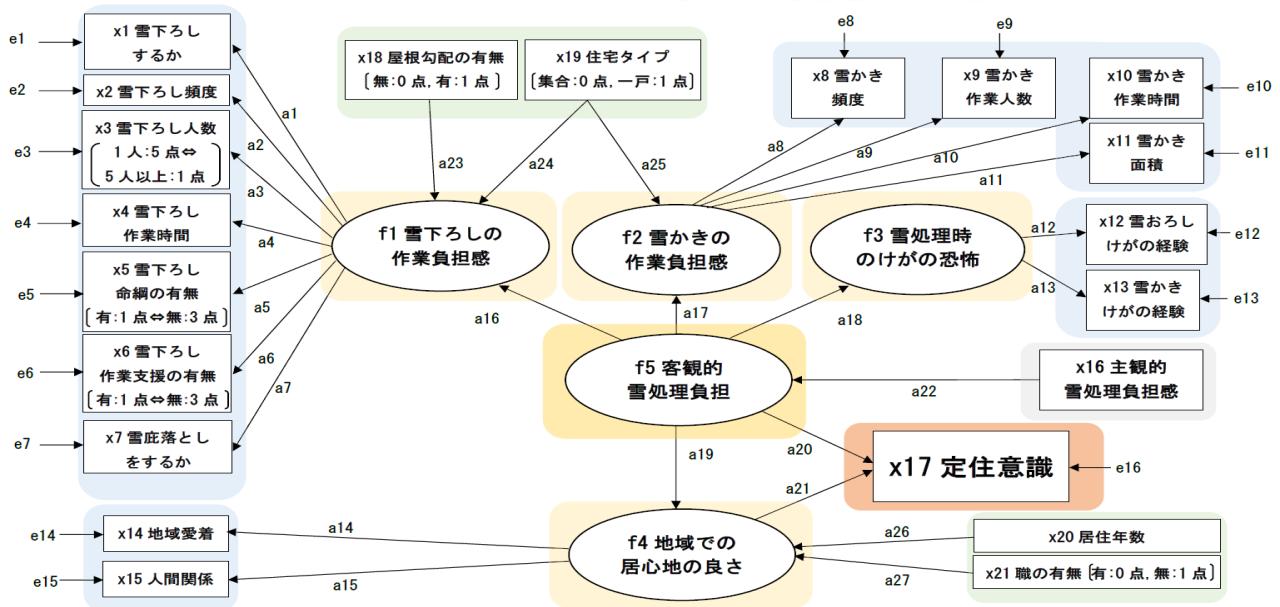 e1
x1 雪下ろし
するか
e2
x2 雪下ろし頻度
e3
x3 雪下ろし人数
1人:5点⇔
5人以上:1点
e4
x4 雪下ろし
作業時間
e5
x5 雪下ろし
命綱の有無
〔有:1点⇔無:3点〕
e6
x6 雪下ろし
作業支援の有無
〔有:1点⇔無:3点〕
e7
x7 雪庇落とし
をするか
a1
a2
a3
a4
a5
a6
a7
x18 屋根勾配の有無
〔無:0点,有:1点〕
x19 住宅タイプ
〔集合:0点,一戸:1点〕
a23
a24
a25
e8
e9
x8 雪かき
頻度
x9 雪かき
作業人数
x10 雪かき
作業時間
e10
x11 雪かき
面積
e11
a8
a9
a10
a11
f1 雪下ろしの
作業負担感
f2 雪かきの
作業負担感
f3 雪処理時
のけがの恐怖
a12
a13
x12 雪おろし
けがの経験
e12
x13 雪かき
けがの経験
e13
a16
a17
a18
f5 客観的
雪処理負担
a22
x16 主観的
雪処理負担感
a19
a20
a21
x17 定住意識
e16
e14
x14 地域愛着
a14
e15
x15 人間関係
a15
f4 地域での
居心地の良さ
a26
a27
x20 居住年数
x21 職の有無〔有:0点,無:1点〕